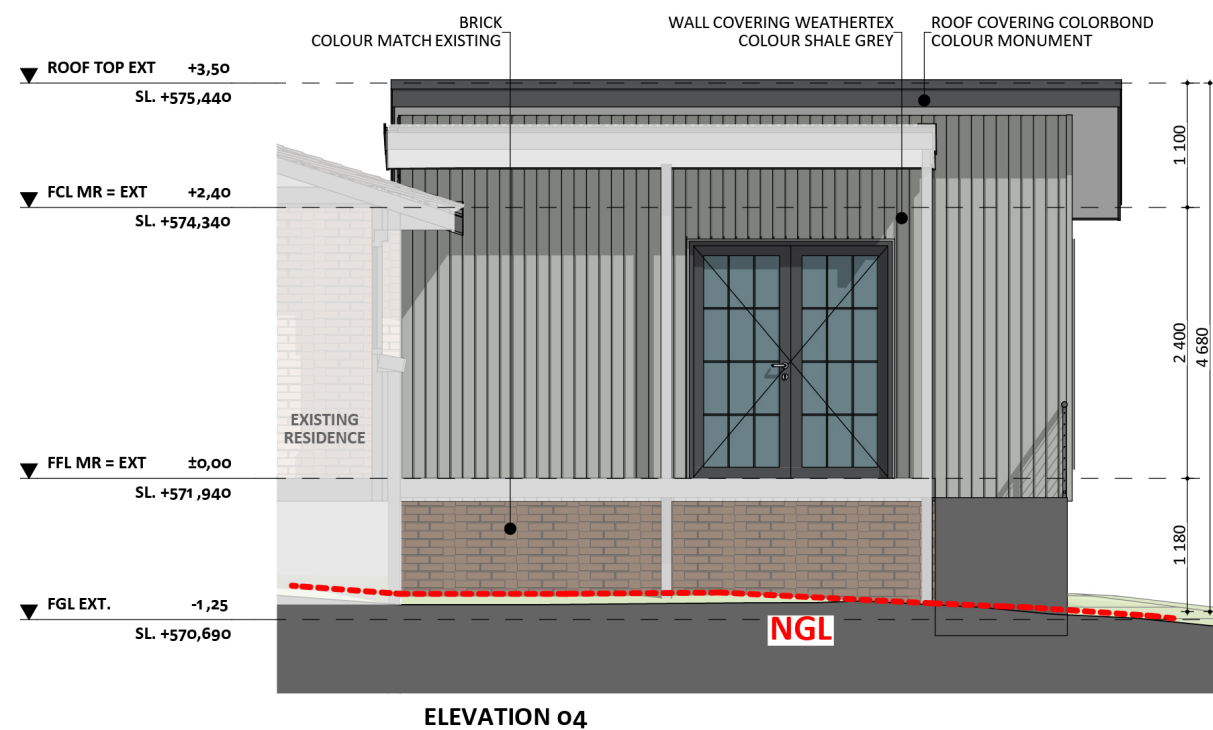 BRICK
COLOUR MATCH EXISTING
WALL COVERING WEATHERTEX
COLOUR SHALE GREY
ROOF COVERING COLORBOND
COLOUR MONUMENT
ROOF TOP EXT +3,50
SL. +575,440
FCL MR = EXT +2,40
SL. +574,340
1 100
2 400
4 680
EXISTING
RESIDENCE
FFL MR = EXT ±0,00
SL. +571,940
1 180
FGL EXT. -1,25
SL. +570,690
NGL
ELEVATION 04